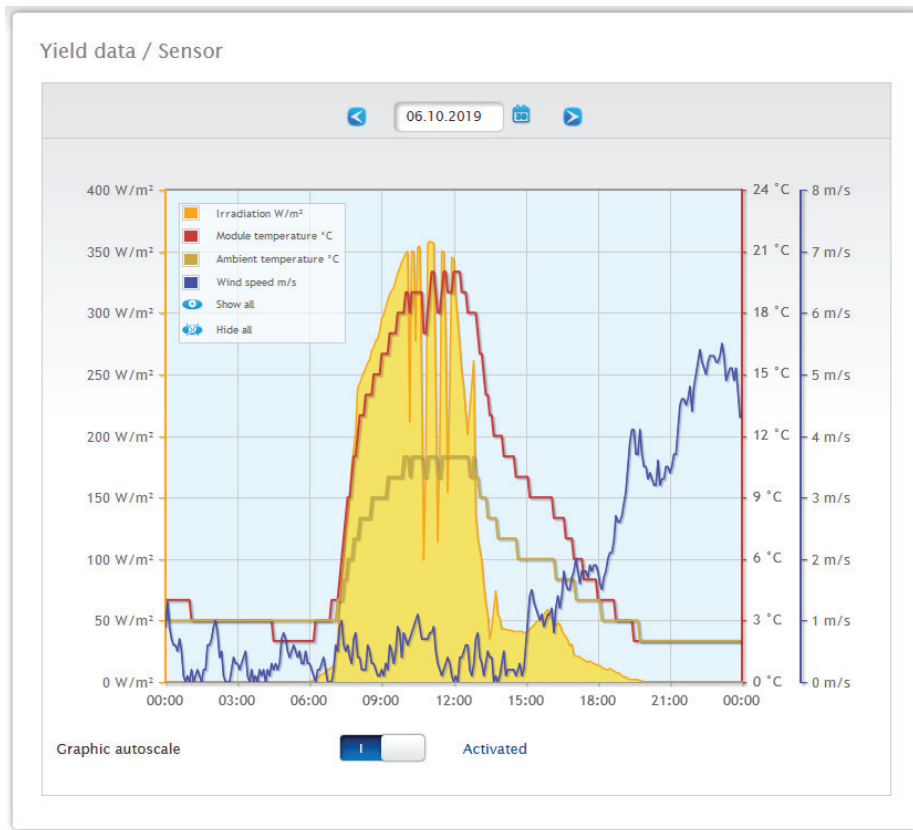 Yield data / Sensor
06.10.2019
30
400 W/m² 24 °C 8 m/s
Irradiation W/m²
Module temperature °C
350 W/m² 21 °C 7 m/s
Ambient temperature °C
Wind speed m/s
Show all
300 W/m² 18 °C 6 m/s
Hide all
250 W/m² 15 °C 5 m/s
200 W/m² 12 °C 4 m/s
150 W/m² 9 °C 3 m/s
100 W/m² 6 °C 2 m/s
50 W/m² 3 °C 1 m/s
0 W/m² 0 °C 0 m/s
00:00 03:00 06:00 09:00 12:00 15:00 18:00 21:00 00:00
Graphic autoscale I Activated